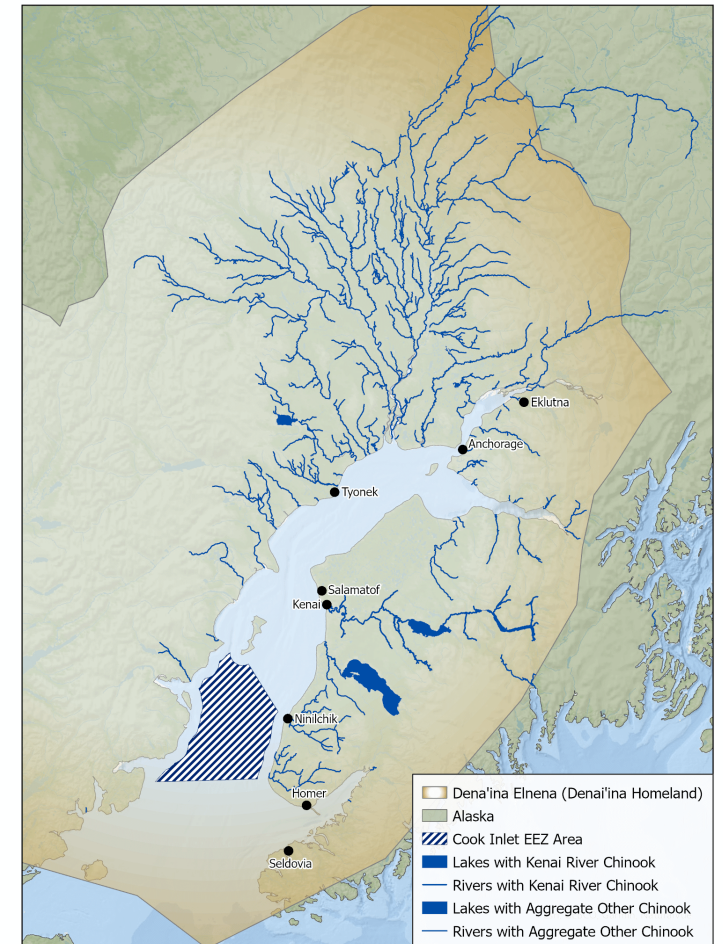 Eklutna
Anchorage
Tyonek
Salamatof
Kenai
Ninilchik
Homer
Seldovia
Dena'ina Elnena (Denai'ina Homeland)
Alaska
Cook Inlet EEZ Area
Lakes with Kenai River Chinook
Rivers with Kenai River Chinook
Lakes with Aggregate Other Chinook
Rivers with Aggregate Other Chinook